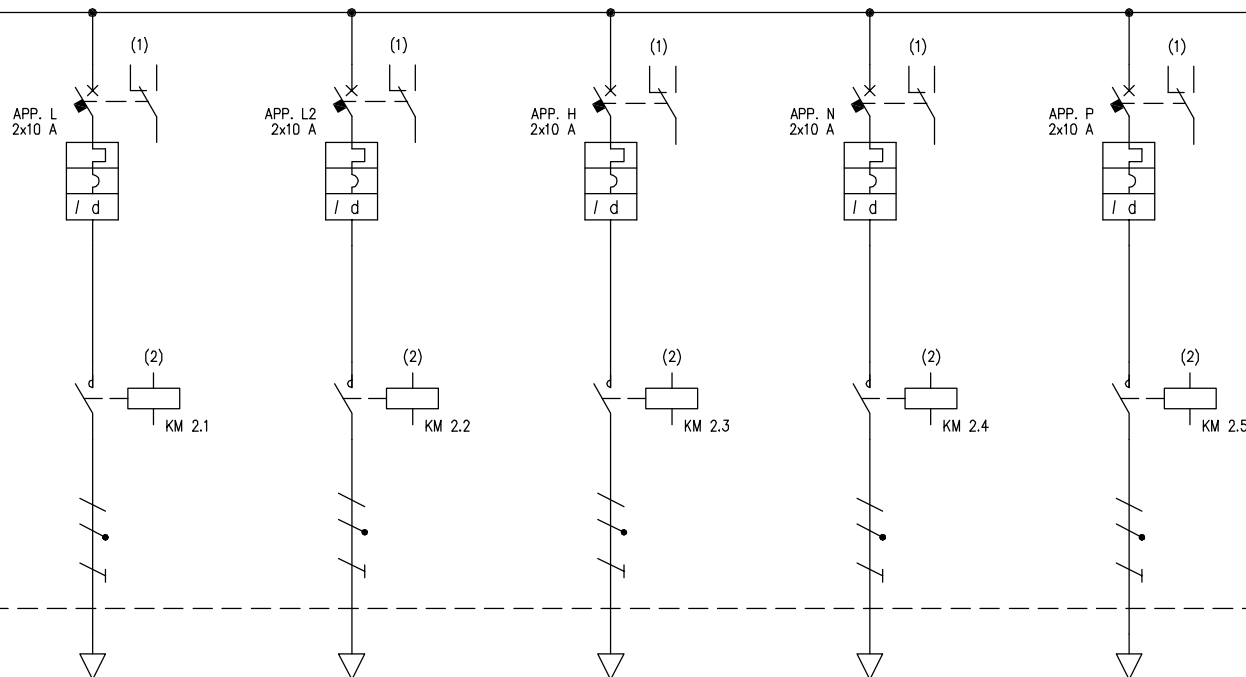 (1)
(1)
(1)
(1)
(1)
APP. L
2x10 A
APP. L2
2x10 A
APP. H
2x10 A
APP. N
2x10 A
APP. P
2x10 A
I d
I d
I d
I d
I d
(2)
(2)
(2)
(2)
(2)
KM 2.1
KM 2.2
KM 2.3
KM 2.4
KM 2.5